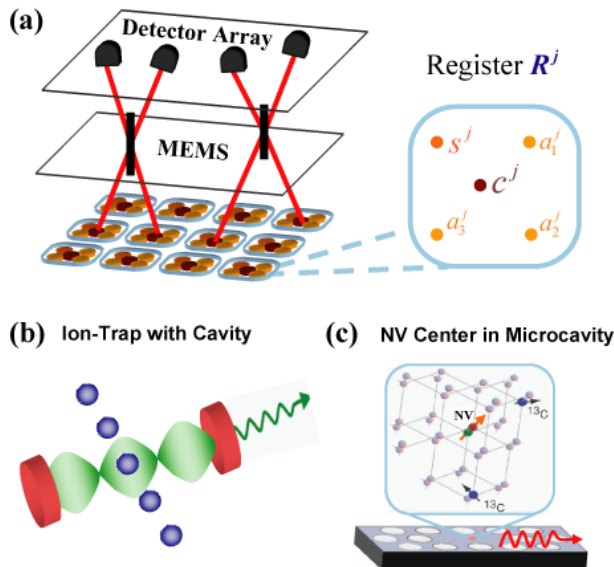 (a)
Detector Array
MEMS
Register R^j
s^j
a_1^j
c^j
a_3^j
a_2^j
(b) Ion-Trap with Cavity
(c) NV Center in Microcavity
NV
13C
13C